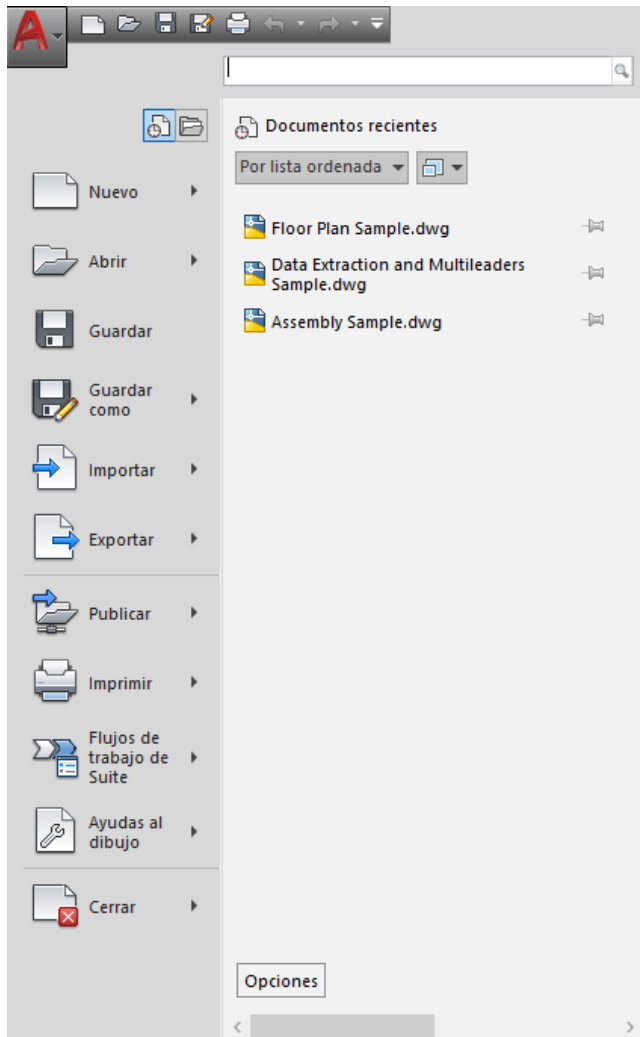 Documentos recientes
Por lista ordenada
Floor Plan Sample.dwg
Data Extraction and Multileaders
Sample.dwg
Assembly Sample.dwg
Nuevo
Abrir
Guardar
Guardar
como
Importar
Exportar
Publicar
Imprimir
Flujos de
trabajo de
Suite
Ayudas al
dibujo
Cerrar
Opciones